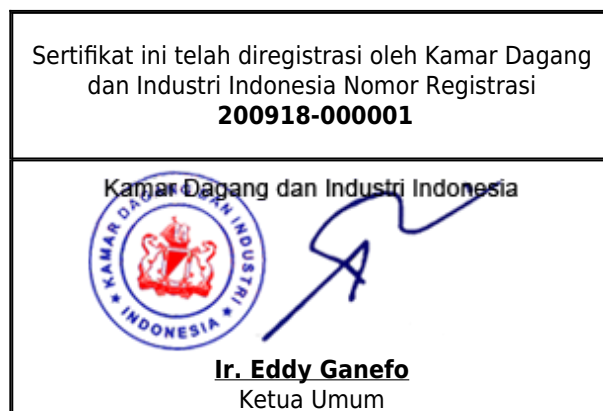 Sertifikat ini telah diregistrasi oleh Kamar Dagang
dan Industri Indonesia Nomor Registrasi
200918-000001
Kamar Dagang dan Industri Indonesia
KAMAR DAGANG DAN INDUSTRI
INDONESIA
Ir. Eddy Ganefo
Ketua Umum